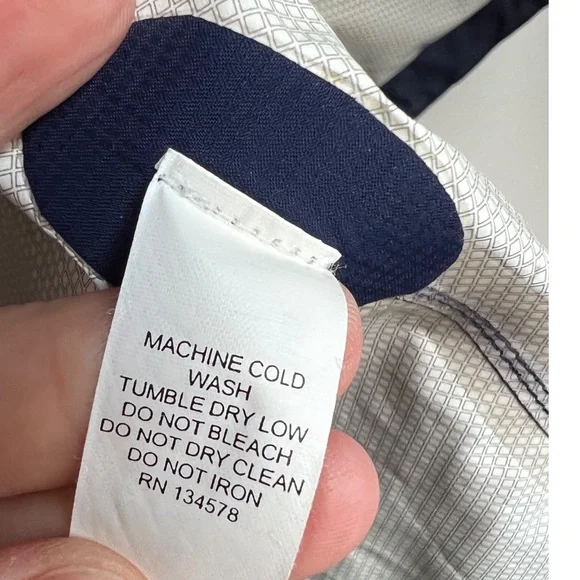 MACHINE COLD
WASH
TUMBLE DRY LOW
DO NOT BLEACH
DO NOT DRY CLEAN
DO NOT IRON
RN 134578